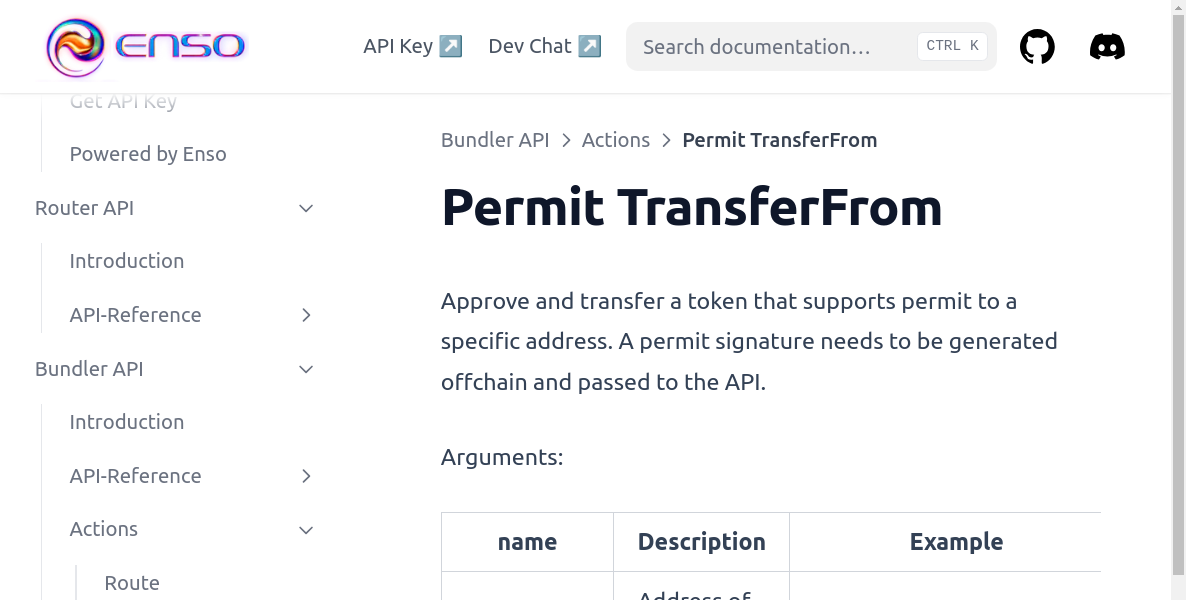 ENSO
API Key ↗
Dev Chat ↗
Search documentation…
CTRL K
Get API Key
Powered by Enso
Router API
Introduction
API-Reference
Bundler API
Introduction
API-Reference
Actions
Route
Bundler API > Actions > Permit TransferFrom
Permit TransferFrom
Approve and transfer a token that supports permit to a
specific address. A permit signature needs to be generated
offchain and passed to the API.
Arguments:
name Description Example
Address of